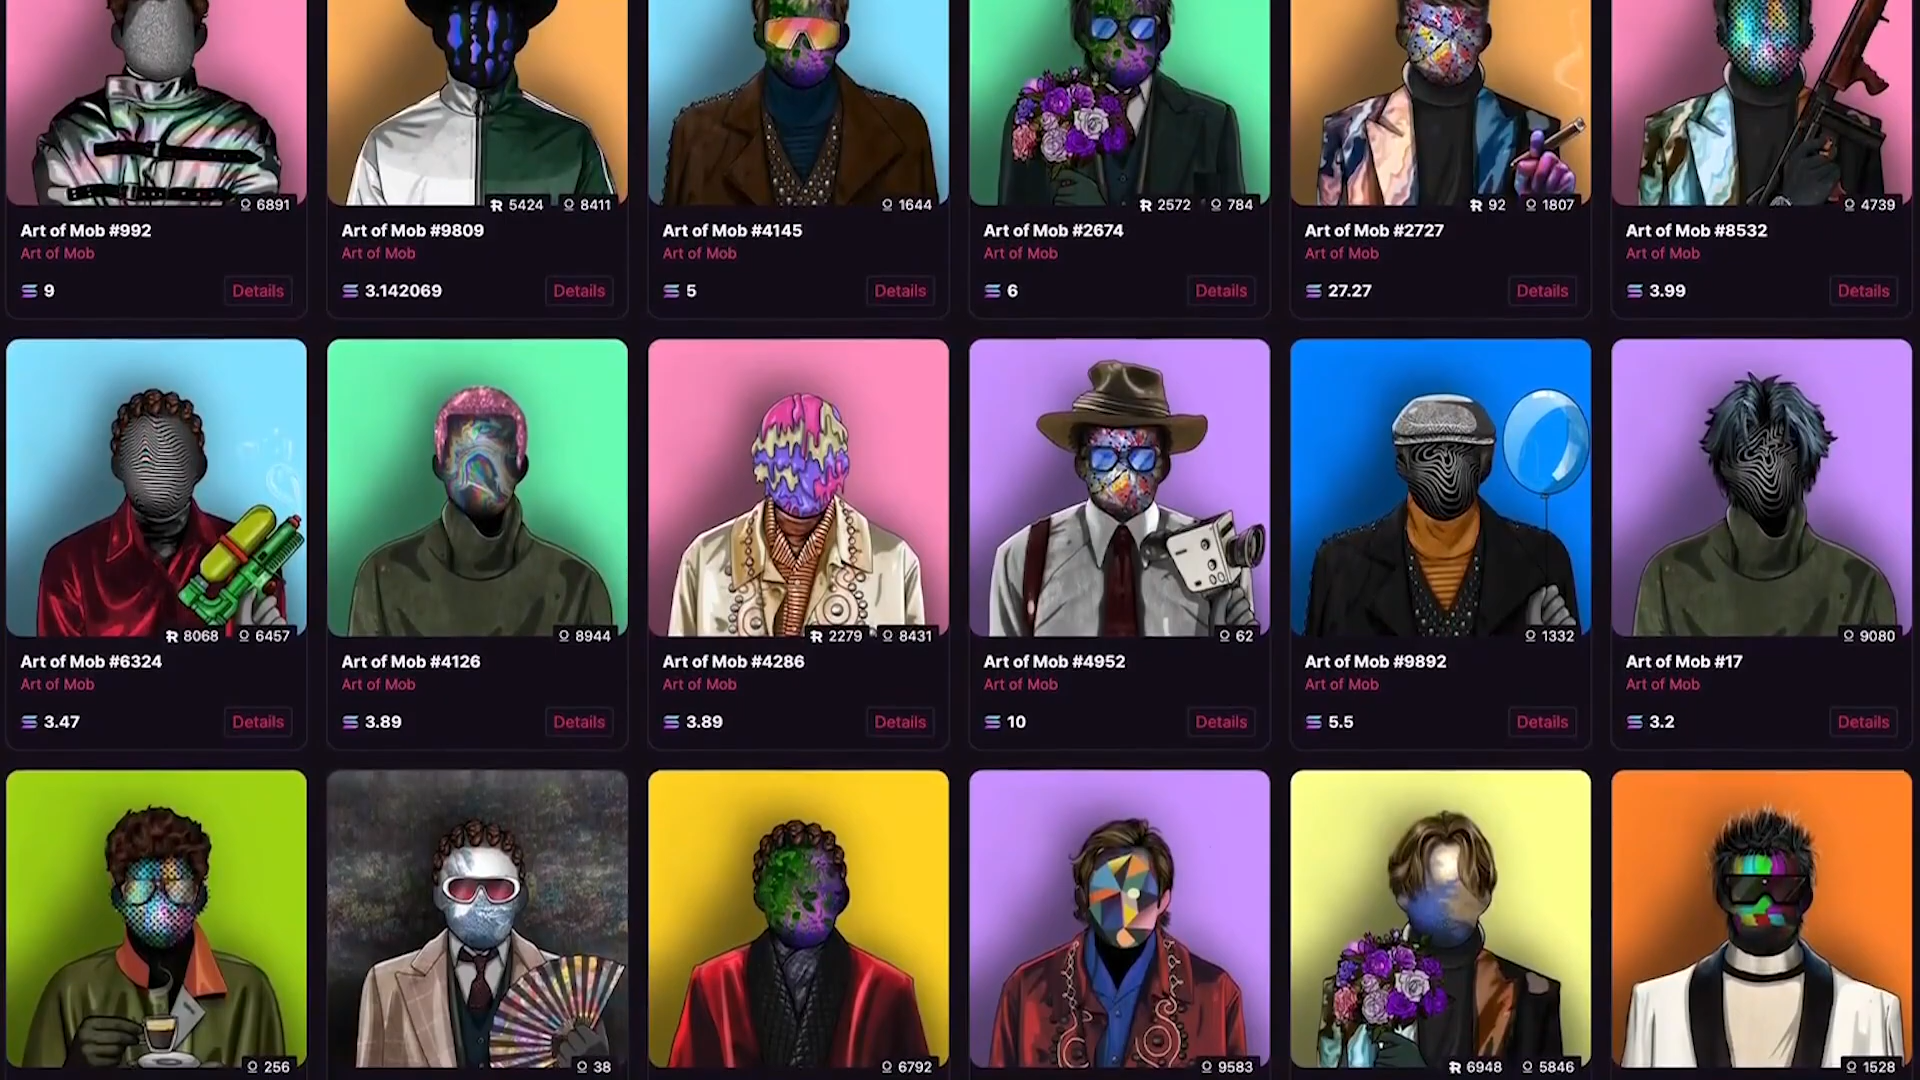 6891
5424 8411
1644
2572 784
92 1807
4739
Art of Mob #992
Art of Mob #9809
Art of Mob #4145
Art of Mob #2674
Art of Mob #2727
Art of Mob #8532
Art of Mob
Art of Mob
Art of Mob
Art of Mob
Art of Mob
Art of Mob
9 Details
3.142069 Details
5 Details
6 Details
27.27 Details
3.99 Details
8068 6457
8944
2279 8431
62
1332
9080
Art of Mob #6324
Art of Mob #4126
Art of Mob #4286
Art of Mob #4952
Art of Mob #9892
Art of Mob #17
Art of Mob
Art of Mob
Art of Mob
Art of Mob
Art of Mob
Art of Mob
3.47 Details
3.89 Details
3.89 Details
10 Details
5.5 Details
3.2 Details
256
38
6792
9583
6948 5846
1528